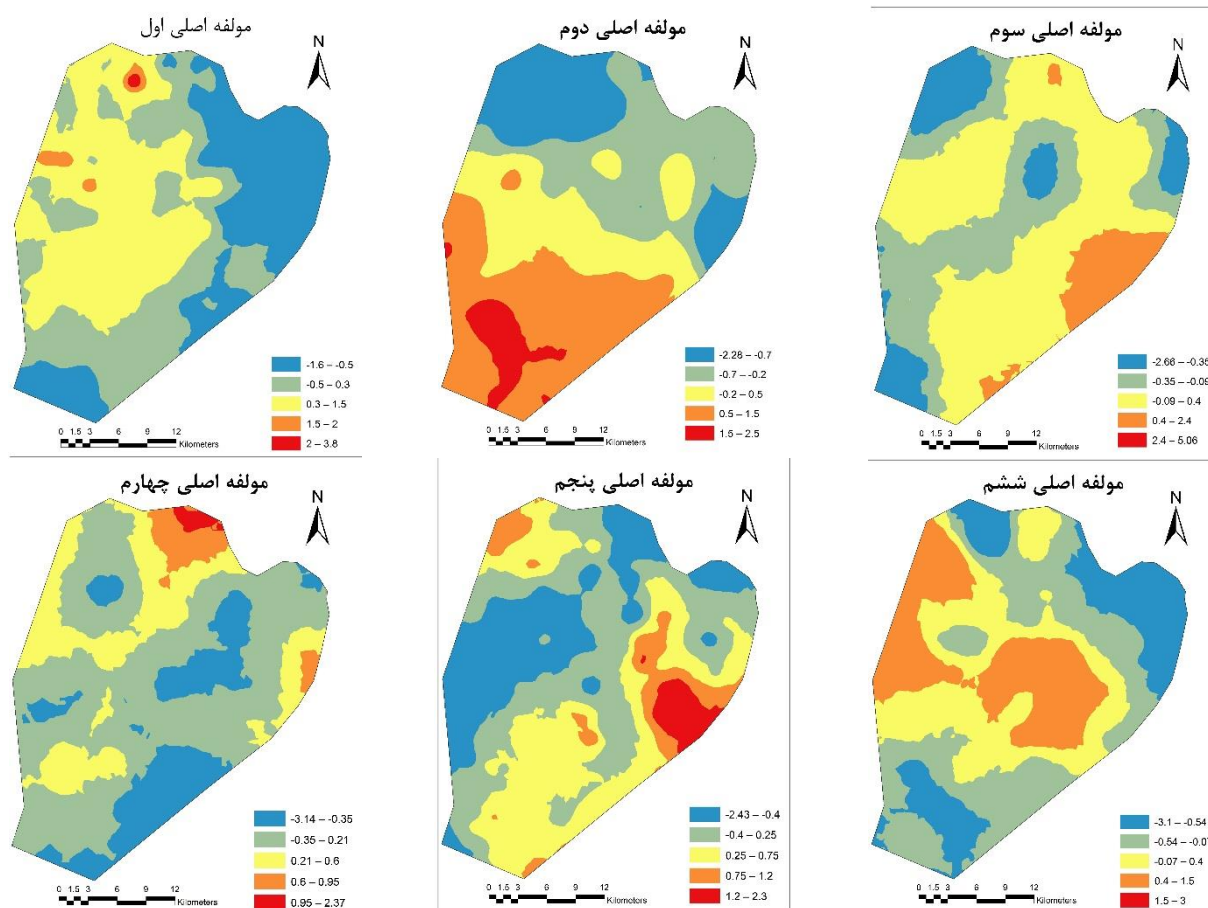 مولفه اصلی اول
N
-1.6 – -0.5
-0.5 – 0.3
0.3 – 1.5
1.5 – 2
2 – 3.8
0 1.5 3 6 9 12
Kilometers
مولفه اصلی دوم
N
-2.28 – -0.7
-0.7 – -0.2
-0.2 – 0.5
0.5 – 1.5
1.5 – 2.5
0 1.5 3 6 9 12
Kilometers
مولفه اصلی سوم
N
-2.66 – -0.35
-0.35 – -0.09
-0.09 – 0.4
0.4 – 2.4
2.4 – 5.06
0 1.5 3 6 9 12
Kilometers
مولفه اصلی چهارم
N
-3.14 – -0.35
-0.35 – 0.21
0.21 – 0.6
0.6 – 0.95
0.95 – 2.37
0 1.5 3 6 9 12
Kilometers
مولفه اصلی پنجم
N
-2.43 – -0.4
-0.4 – 0.25
0.25 – 0.75
0.75 – 1.2
1.2 – 2.3
0 1.5 3 6 9 12
Kilometers
مولفه اصلی ششم
N
-3.1 – -0.54
-0.54 – -0.07
-0.07 – 0.4
0.4 – 1.5
1.5 – 3
0 1.5 3 6 9 12
Kilometers